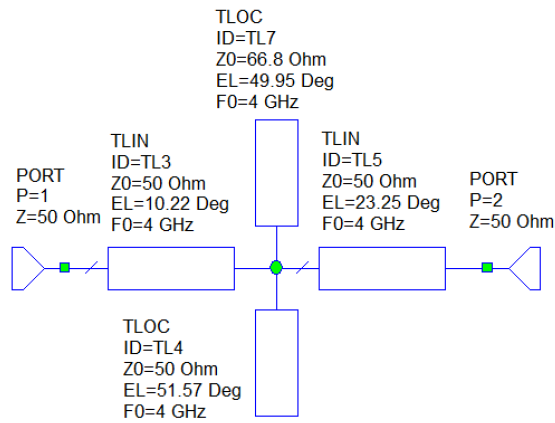 TLOC
ID=TL7
Z0=66.8 Ohm
EL=49.95 Deg
F0=4 GHz
TLIN
ID=TL3
Z0=50 Ohm
EL=10.22 Deg
F0=4 GHz
TLIN
ID=TL5
Z0=50 Ohm
EL=23.25 Deg
F0=4 GHz
PORT
P=1
Z=50 Ohm
PORT
P=2
Z=50 Ohm
TLOC
ID=TL4
Z0=50 Ohm
EL=51.57 Deg
F0=4 GHz